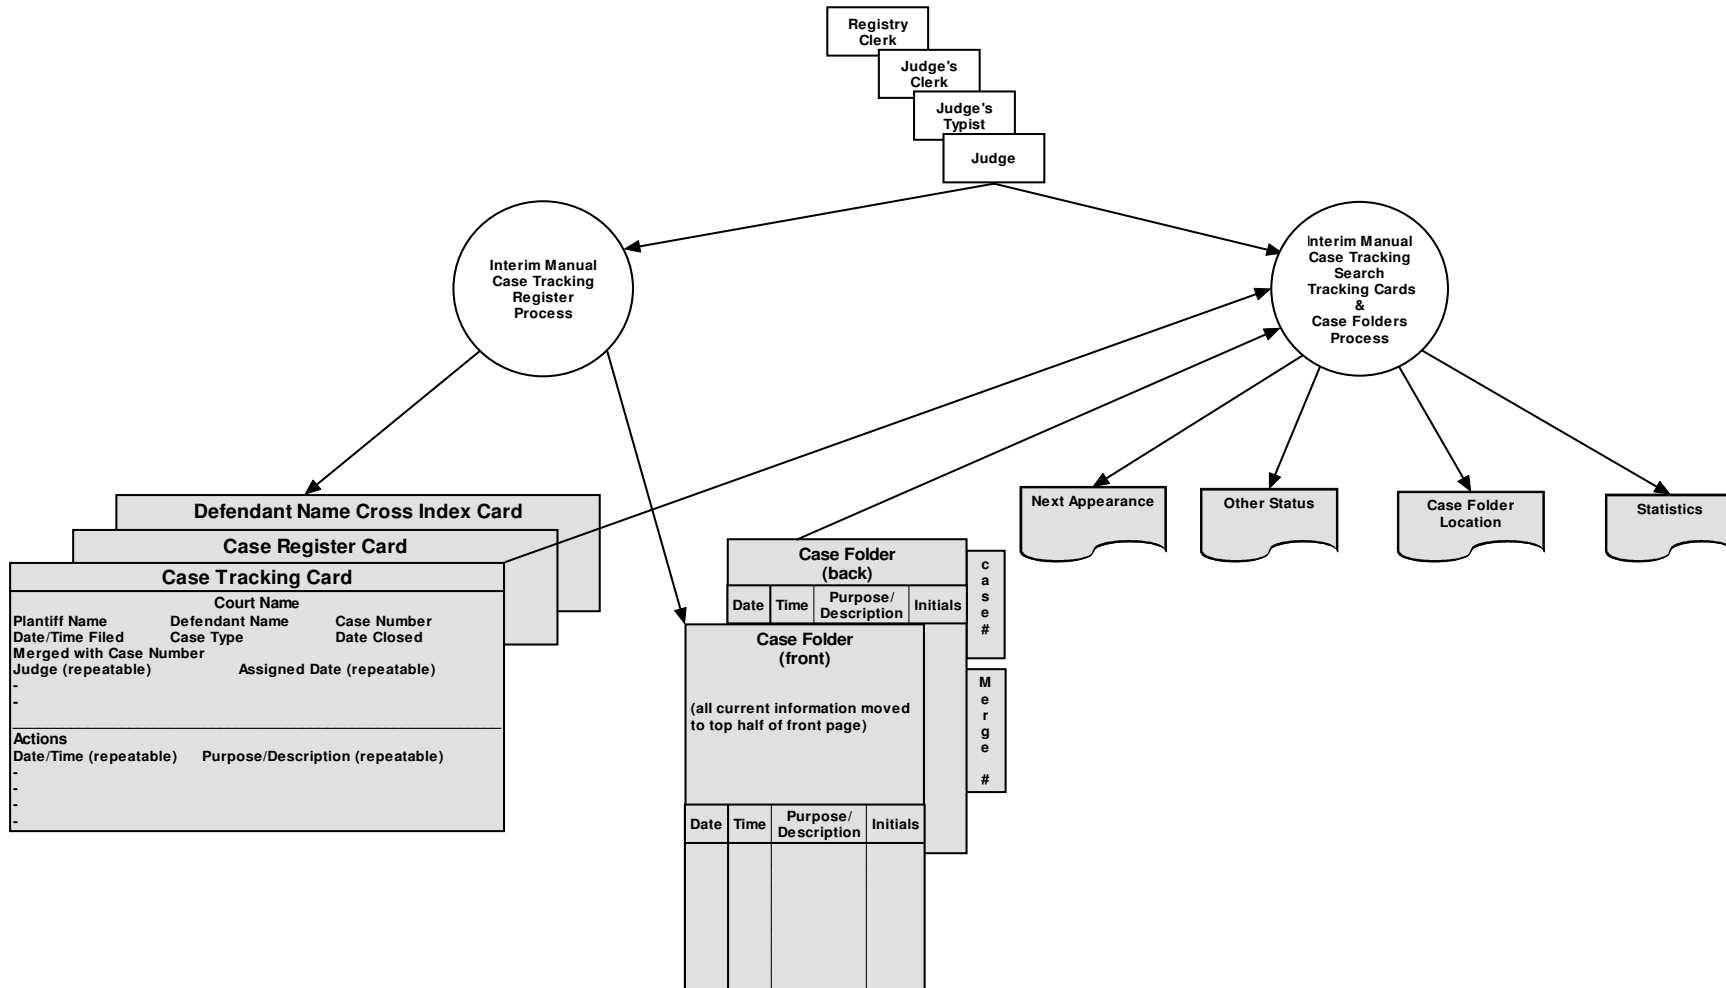 Registry
Clerk
Judge's
Clerk
Judge's
Typist
Judge
Interim Manual
Case Tracking
Register
Process
Interim Manual
Case Tracking
Search
Tracking Cards
&
Case Folders
Process
Defendant Name Cross Index Card
Case Register Card
Case Tracking Card
Court Name
Plantiff Name Defendant Name Case Number
Date/Time Filed Case Type Date Closed
Merged with Case Number
Judge (repeatable) Assigned Date (repeatable)
-
-
Actions
Date/Time (repeatable) Purpose/Description (repeatable)
-
-
-
-
Case Folder
(back)
Date Time Purpose/
Description Initials
case#
Merge #
Case Folder
(front)
(all current information moved
to top half of front page)
Date Time Purpose/
Description Initials
Next Appearance
Other Status
Case Folder
Location
Statistics